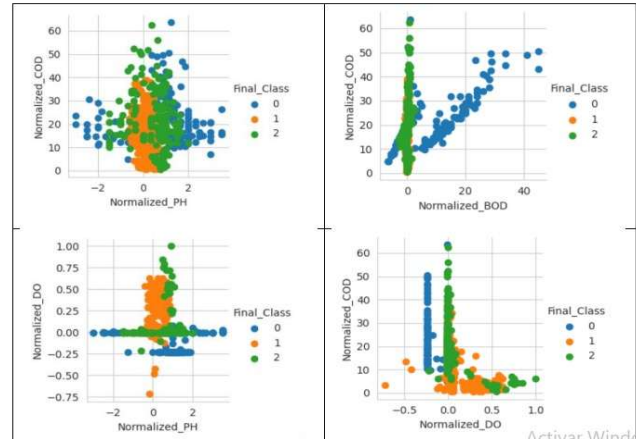 60
50
40
30
20
10
0
Normalized_COD
−2 0 2
Normalized_PH
Final_Class
0
1
2
60
50
40
30
20
10
0
Normalized_COD
0 20 40
Normalized_BOD
Final_Class
0
1
2
1.00
0.75
0.50
0.25
0.00
−0.25
−0.50
−0.75
Normalized_DO
−2 0 2
Normalized_PH
Final_Class
0
1
2
60
50
40
30
20
10
0
Normalized_COD
−0.5 0.0 0.5 1.0
Normalized_DO
Final_Class
0
1
2
Activar Windo